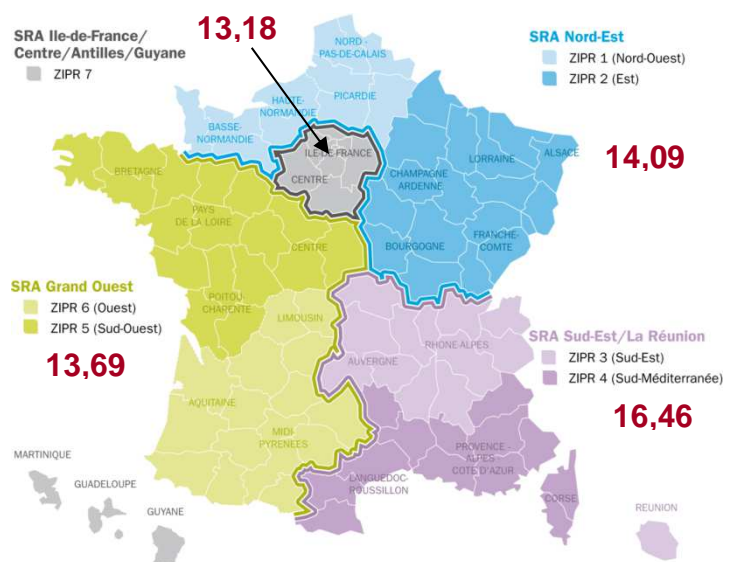 SRA Ile-de-France/
Centre/Antilles/Guyane
ZIPR 7
13,18
SRA Nord-Est
ZIPR 1 (Nord-Ouest)
ZIPR 2 (Est)
14,09
NORD -
PAS-DE-CALAIS
HAUTE-
NORMANDIE
PICARDIE
BASSE-
NORMANDIE
ILE-DE-FRANCE
CENTRE
CHAMPAGNE
ARDENNE
LORRAINE
ALSACE
BRETAGNE
PAYS
DE LA LOIRE
CENTRE
BOURGOGNE
FRANCHE-
COMTE
SRA Grand Ouest
ZIPR 6 (Ouest)
ZIPR 5 (Sud-Ouest)
13,69
POITOU-
CHARENTE
LIMOUSIN
AUVERGNE
RHONE-ALPES
SRA Sud-Est/La Réunion
ZIPR 3 (Sud-Est)
ZIPR 4 (Sud-Méditerranée)
16,46
AQUITAINE
MIDI-
PYRENEES
LANGUEDOC-
ROUSSILLON
PROVENCE -
ALPES
COTE D'AZUR
CORSE
MARTINIQUE
GUADELOUPE
GUYANE
REUNION